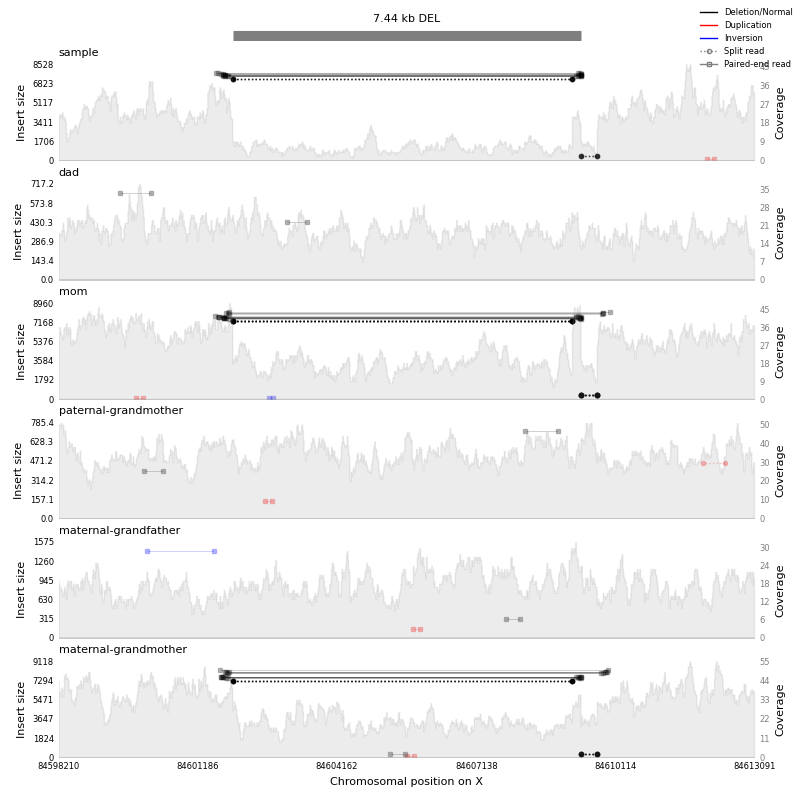 7.44 kb DEL
Deletion/Normal
Duplication
Inversion
Split read
Paired-end read
sample
8528
6823
5117
3411
1706
0
Insert size
45
36
27
18
9
0
Coverage
dad
717.2
573.8
430.3
286.9
143.4
0.0
Insert size
35
28
21
14
7
0
Coverage
mom
8960
7168
5376
3584
1792
0
Insert size
45
36
27
18
9
0
Coverage
paternal-grandmother
785.4
628.3
471.2
314.2
157.1
0.0
Insert size
50
40
30
20
10
0
Coverage
maternal-grandfather
1575
1260
945
630
315
0
Insert size
30
24
18
12
6
0
Coverage
maternal-grandmother
9118
7294
5471
3647
1824
0
Insert size
55
44
33
22
11
0
Coverage
84598210 84601186 84604162 84607138 84610114 84613091
Chromosomal position on X